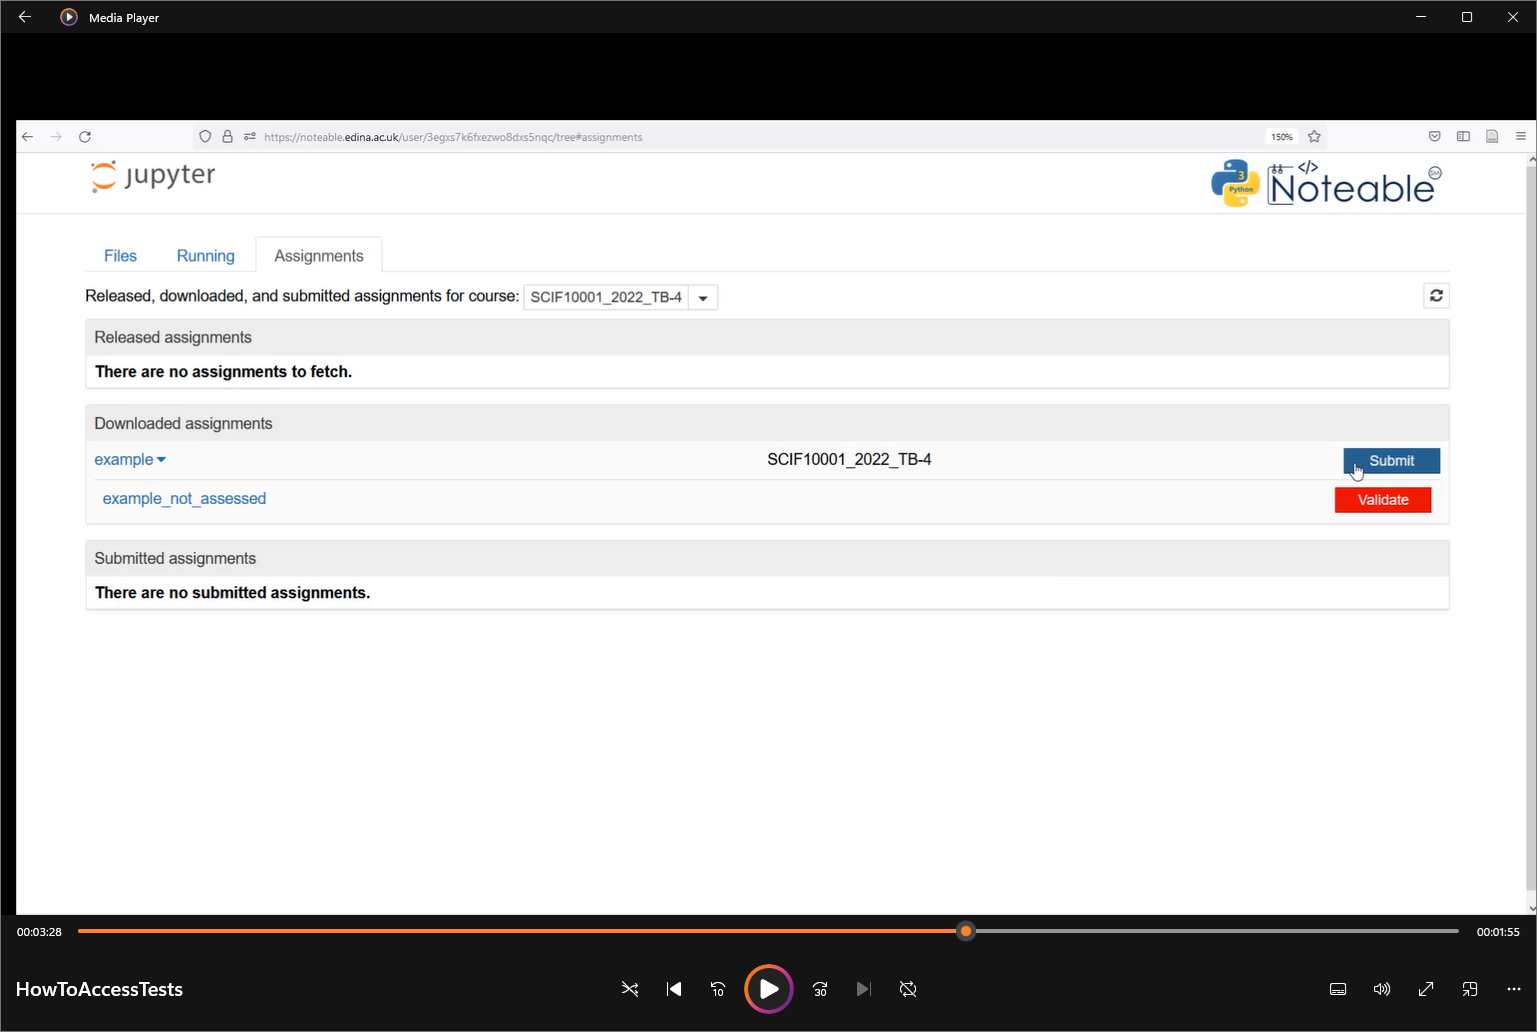 Media Player
https://noteable.edina.ac.uk/user/3egxs7k6fxezwo8dxs5nqc/tree#assignments
150%
jupyter
3
Python
</>
Noteable
SM
Files Running Assignments
Released, downloaded, and submitted assignments for course: SCIF10001_2022_TB-4
Released assignments
There are no assignments to fetch.
Downloaded assignments
example SCIF10001_2022_TB-4 Submit
example_not_assessed Validate
Submitted assignments
There are no submitted assignments.
00:03:28 00:01:55
HowToAccessTests
10
30